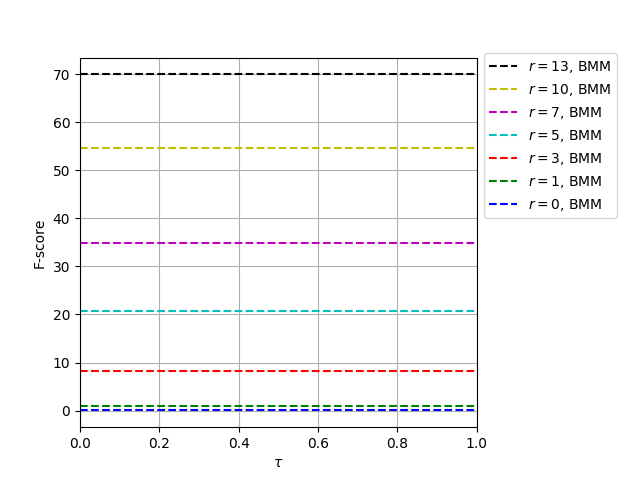 70
60
50
40
30
20
10
0
F-score
0.0 0.2 0.4 0.6 0.8 1.0
τ
r = 13, BMM
r = 10, BMM
r = 7, BMM
r = 5, BMM
r = 3, BMM
r = 1, BMM
r = 0, BMM